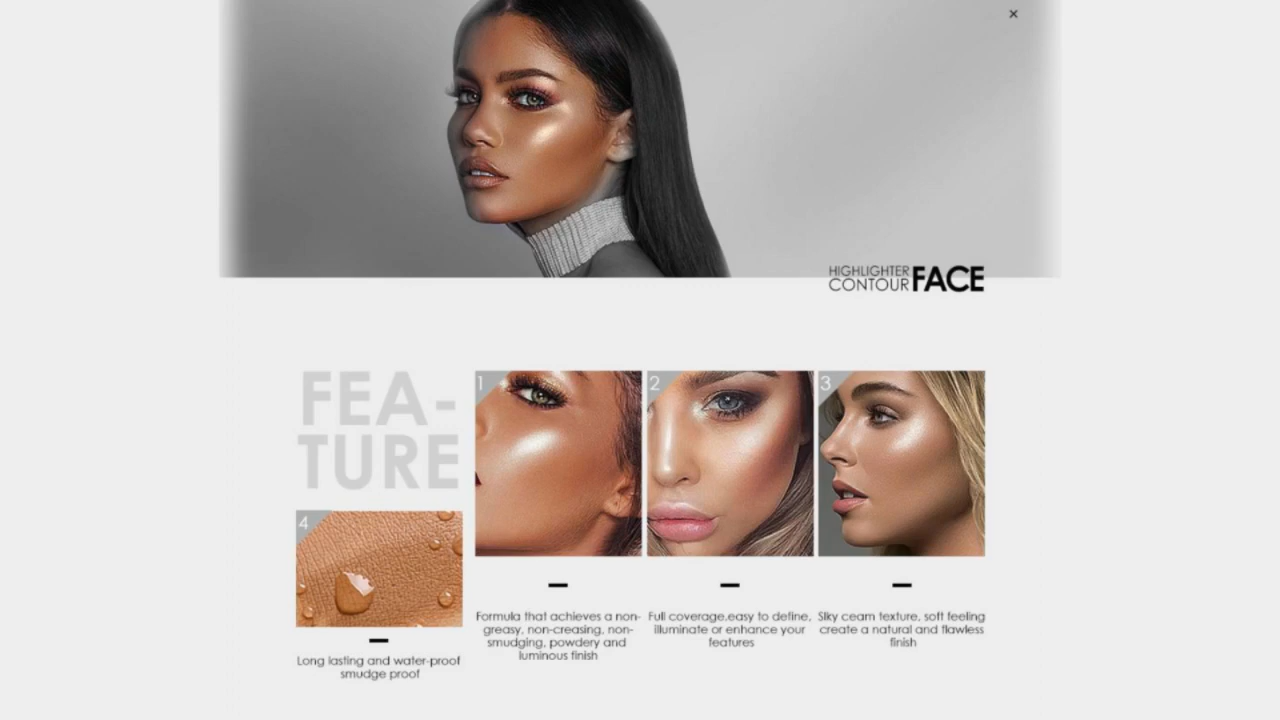 ×
HIGHLIGHTER
CONTOUR FACE
FEA-
TURE
1
2
3
4
Formula that achieves a non-
greasy, non-creasing, non-
smudging, powdery and
luminous finish
Full coverage.easy to define,
illuminate or enhance your
features
Slky ceam texture, soft feeling
create a natural and flawless
finish
Long lasting and water-proof
smudge proof